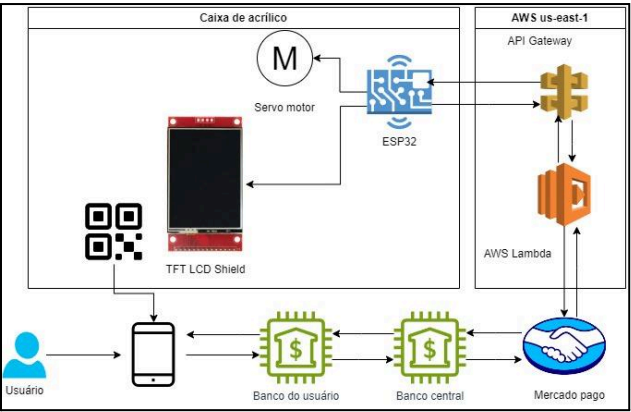 Caixa de acrílico
AWS us-east-1
API Gateway
M
Servo motor
ESP32
AWS Lambda
TFT LCD Shield
$
$
Usuário
Banco do usuário
Banco central
Mercado pago